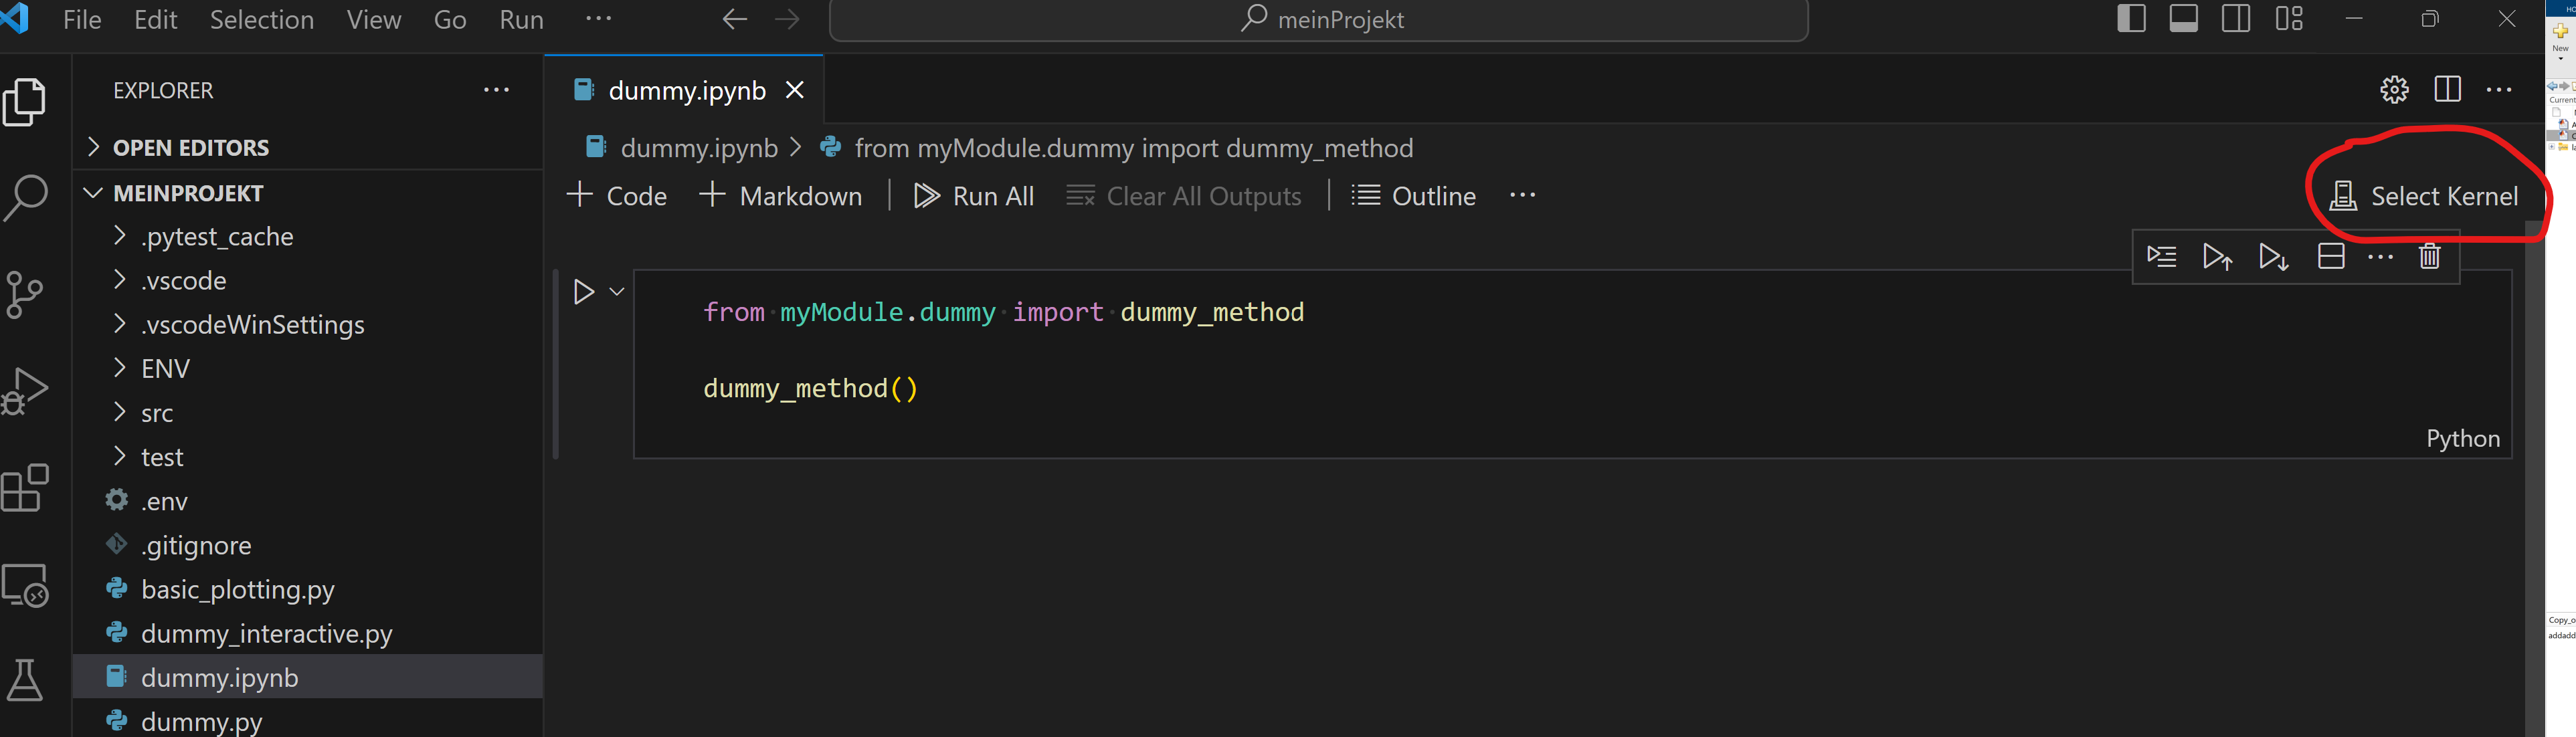 File Edit Selection View Go Run ··· meinProjekt
EXPLORER ···
OPEN EDITORS
MEINPROJEKT
.pytest_cache
.vscode
.vscodeWinSettings
ENV
src
test
.env
.gitignore
basic_plotting.py
dummy_interactive.py
dummy.ipynb
dummy.py
dummy.ipynb
dummy.ipynb > from myModule.dummy import dummy_method
+ Code + Markdown | Run All Clear All Outputs | Outline ···
Select Kernel
from myModule.dummy import dummy_method
dummy_method()
Python
New
Current
Copy_o
addadd